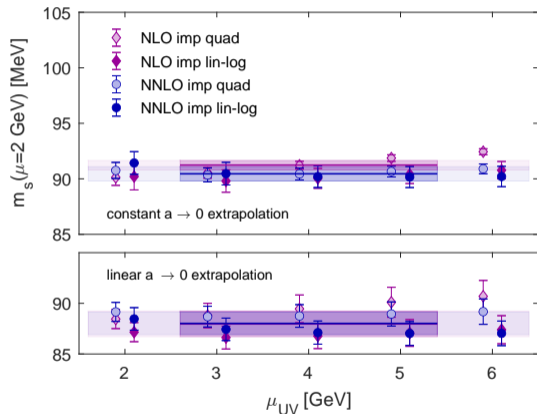 105
100
95
90
85
m_s(μ=2 GeV) [MeV]
NLO imp quad
NLO imp lin-log
NNLO imp quad
NNLO imp lin-log
constant a → 0 extrapolation
linear a → 0 extrapolation
90
85
2 3 4 5 6
μ_UV [GeV]